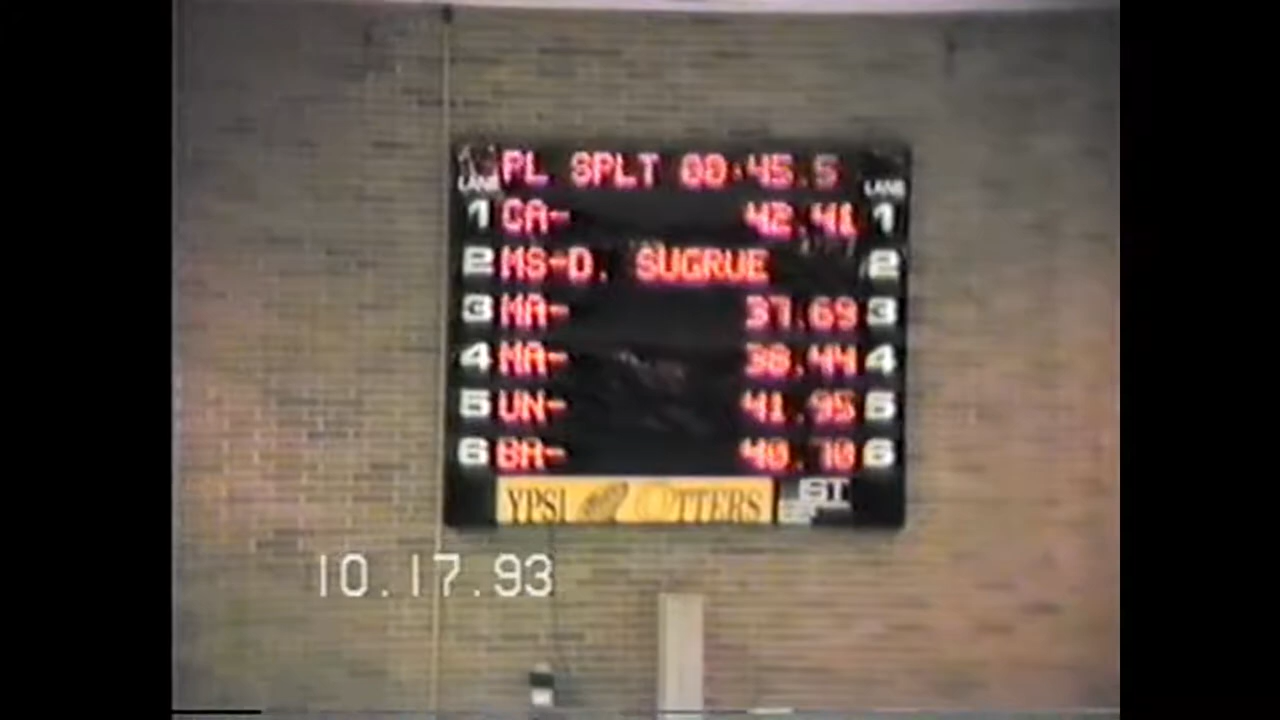 PL SPLT 00:45.5
LANE LANE
1 CA- 42.41 1
2 MS-D. SUGRUE 2
3 MA- 37.69 3
4 MA- 38.44 4
5 UN- 41.95 5
6 BA- 40.70 6
YPSI OTTERS
10.17.93